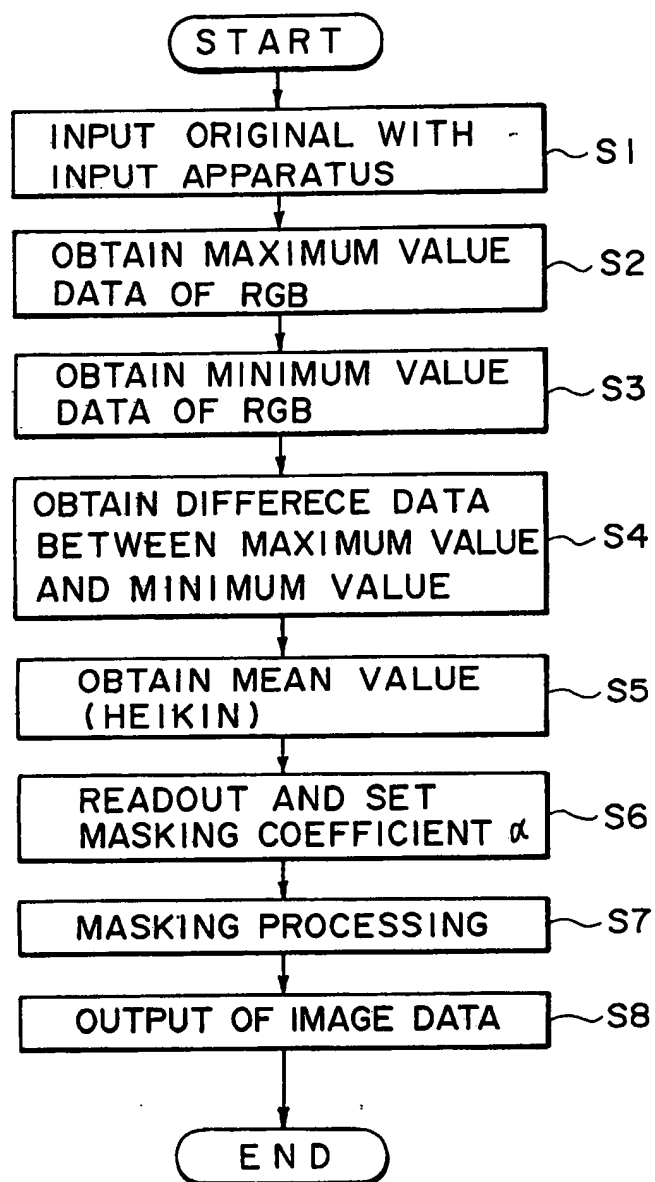 START
INPUT ORIGINAL WITH
INPUT APPARATUS
S1
OBTAIN MAXIMUM VALUE
DATA OF RGB
S2
OBTAIN MINIMUM VALUE
DATA OF RGB
S3
OBTAIN DIFFERECE DATA
BETWEEN MAXIMUM VALUE
AND MINIMUM VALUE
S4
OBTAIN MEAN VALUE
(HEIKIN)
S5
READOUT AND SET
MASKING COEFFICIENT α
S6
MASKING PROCESSING
S7
OUTPUT OF IMAGE DATA
S8
END